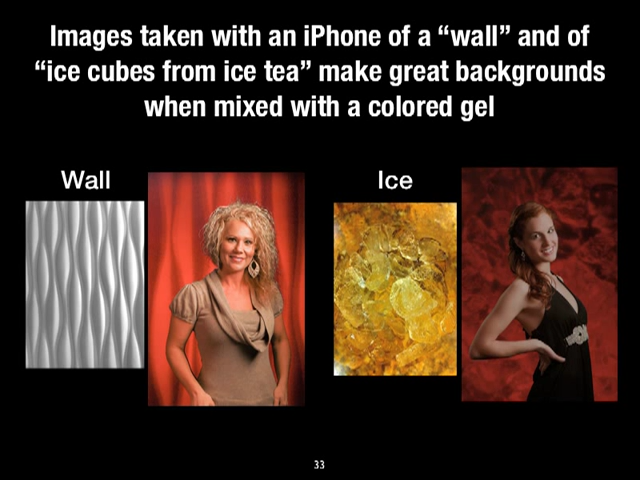 Images taken with an iPhone of a “wall” and of
“ice cubes from ice tea” make great backgrounds
when mixed with a colored gel
Wall
Ice
33